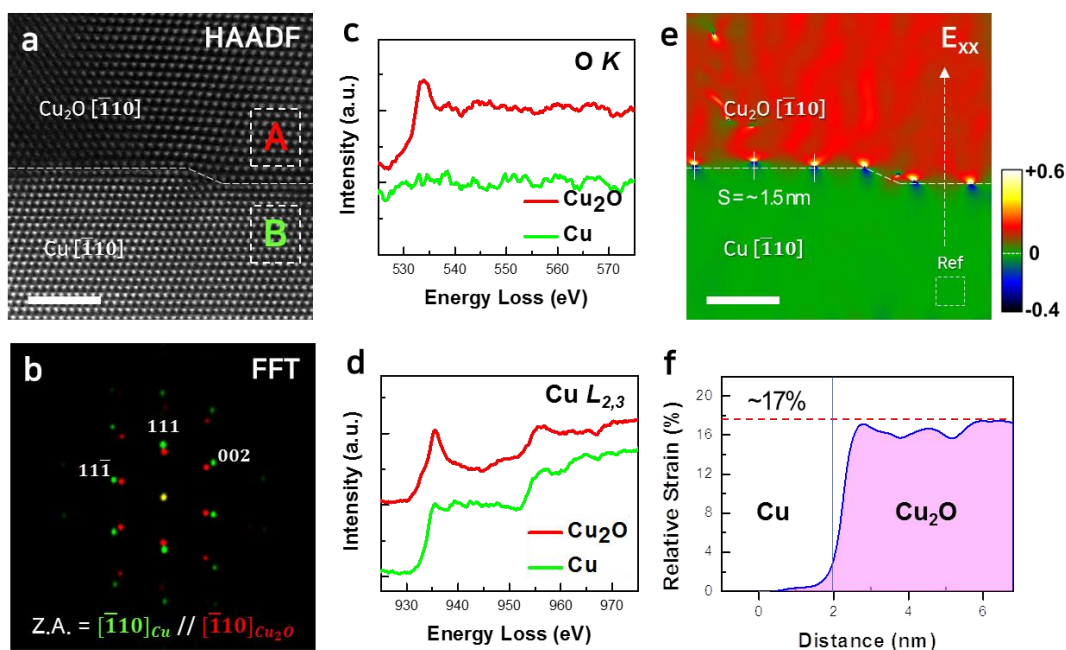 a
HAADF
Cu₂O [1̄10]
A
B
Cu [1̄10]
b
FFT
111
111̄
002
Z.A. = [1̄10]Cu // [1̄10]Cu₂O
c
O K
Intensity (a.u.)
Cu₂O
Cu
530 540 550 560 570
Energy Loss (eV)
d
Cu L2,3
Intensity (a.u.)
Cu₂O
Cu
930 940 950 960 970
Energy Loss (eV)
e
Exx
Cu₂O [1̄10]
S = ~1.5 nm
Cu [1̄10]
Ref
+0.6
0
-0.4
f
~17%
Relative Strain (%)
20
16
12
8
4
0
Cu
Cu₂O
0 2 4 6
Distance (nm)